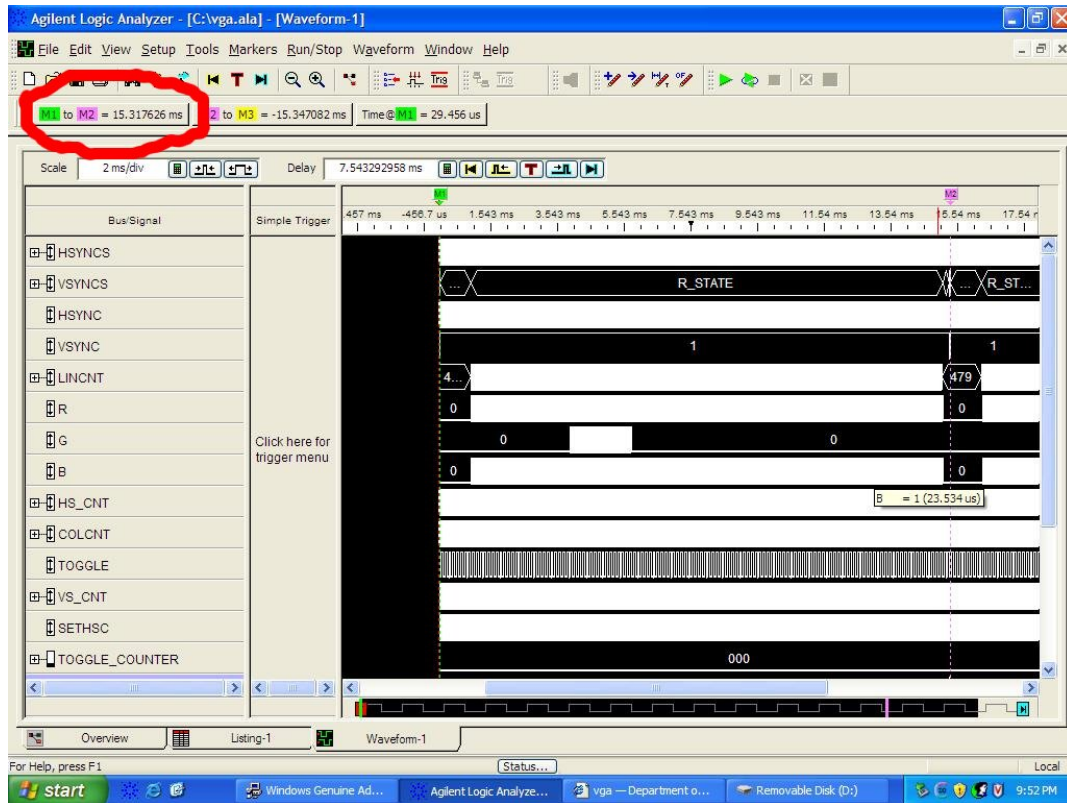 Agilent Logic Analyzer - [C:\vga.ala] - [Waveform-1]
File Edit View Setup Tools Markers Run/Stop Waveform Window Help
M1 to M2 = 15.317626 ms
to M3 = -15.347082 ms
Time@ M1 = 29.456 us
Scale 2 ms/div Delay 7.543292958 ms
M1 M2
Bus/Signal
Simple Trigger
.457 ms -456.7 us 1.543 ms 3.543 ms 5.543 ms 7.543 ms 9.543 ms 11.54 ms 13.54 ms 15.54 ms 17.54
HSYNCS
VSYNCS ... R_STATE ... R_ST...
HSYNC
VSYNC 1 1
LINCNT 4... 479
R 0 0
G 0 0
Click here for
trigger menu
B 0 0
B = 1 (23.534 us)
HS_CNT
COLCNT
TOGGLE
VS_CNT
SETHSC
TOGGLE_COUNTER 000
Overview Listing-1 Waveform-1
For Help, press F1 Status... Local
start Windows Genuine Ad... Agilent Logic Analyze... vga — Department o... Removable Disk (D:) 9:52 PM